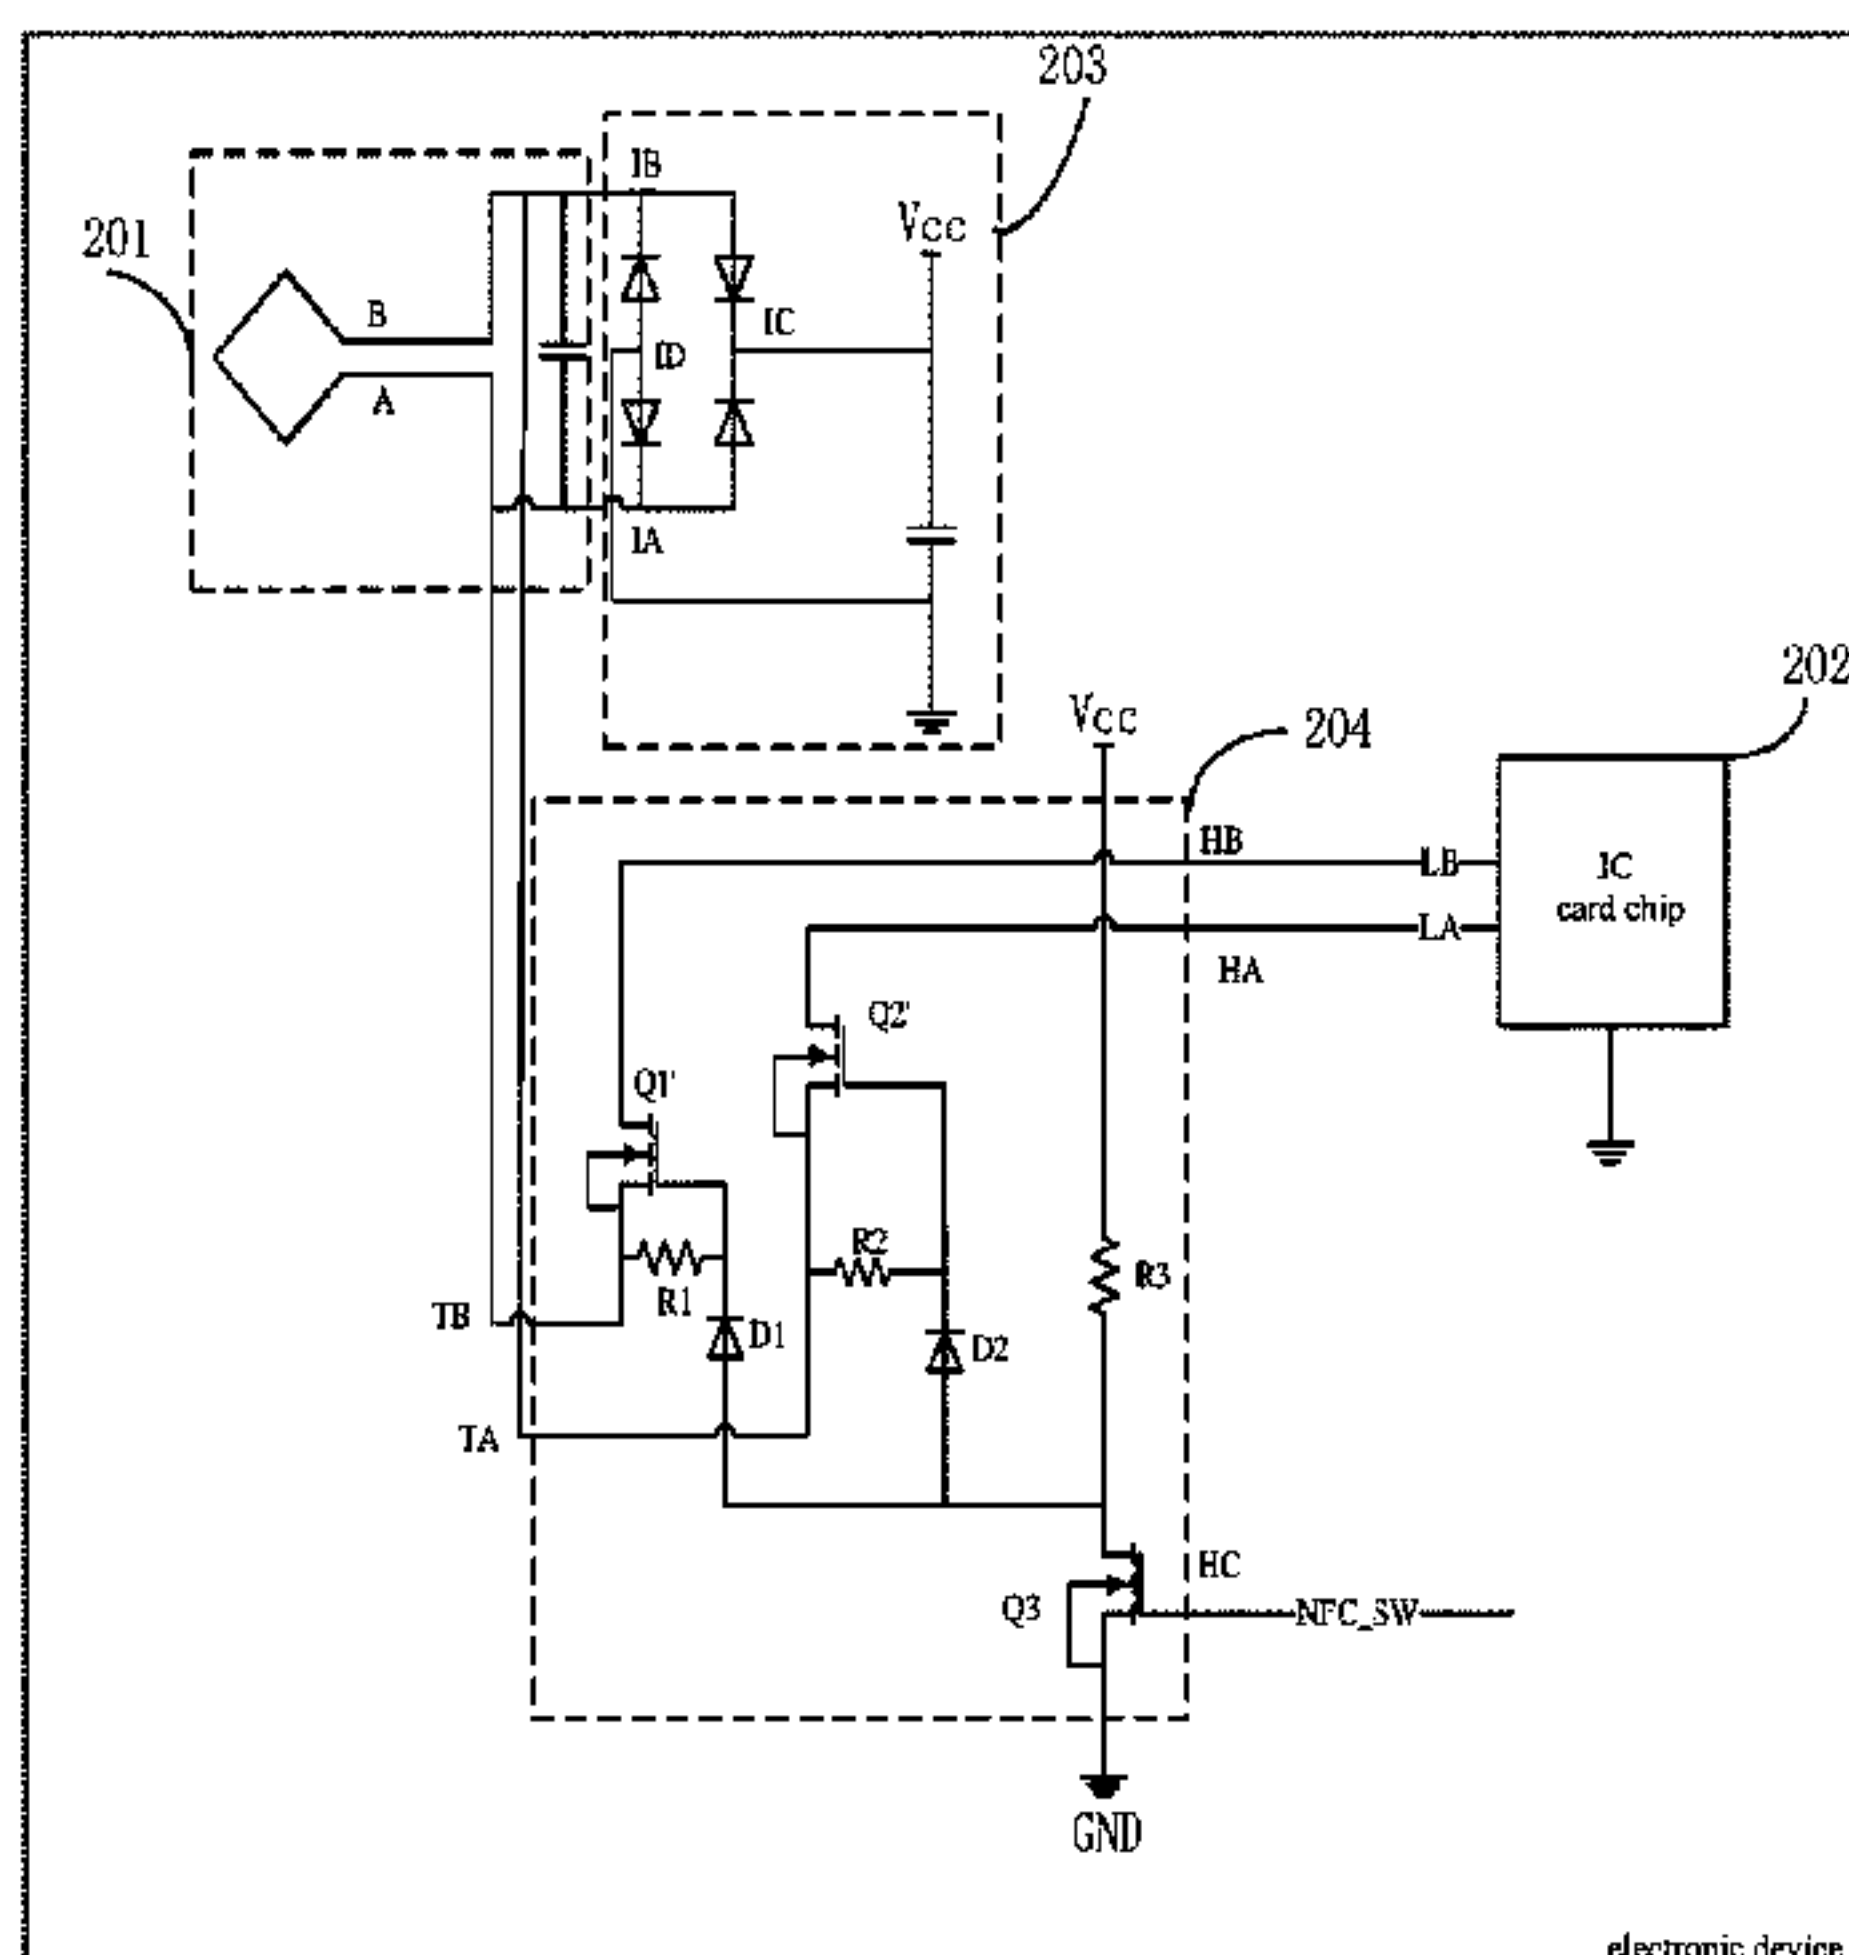 203
IB
201
VCC
B
IC
ID
A
IA
202
VCC
204
HB
LB
IC
card chip
LA
HA
Q2'
Q1'
R2
R3
R1
TB
D1
D2
TA
HC
Q3
NFC_SW
GND
electronic device